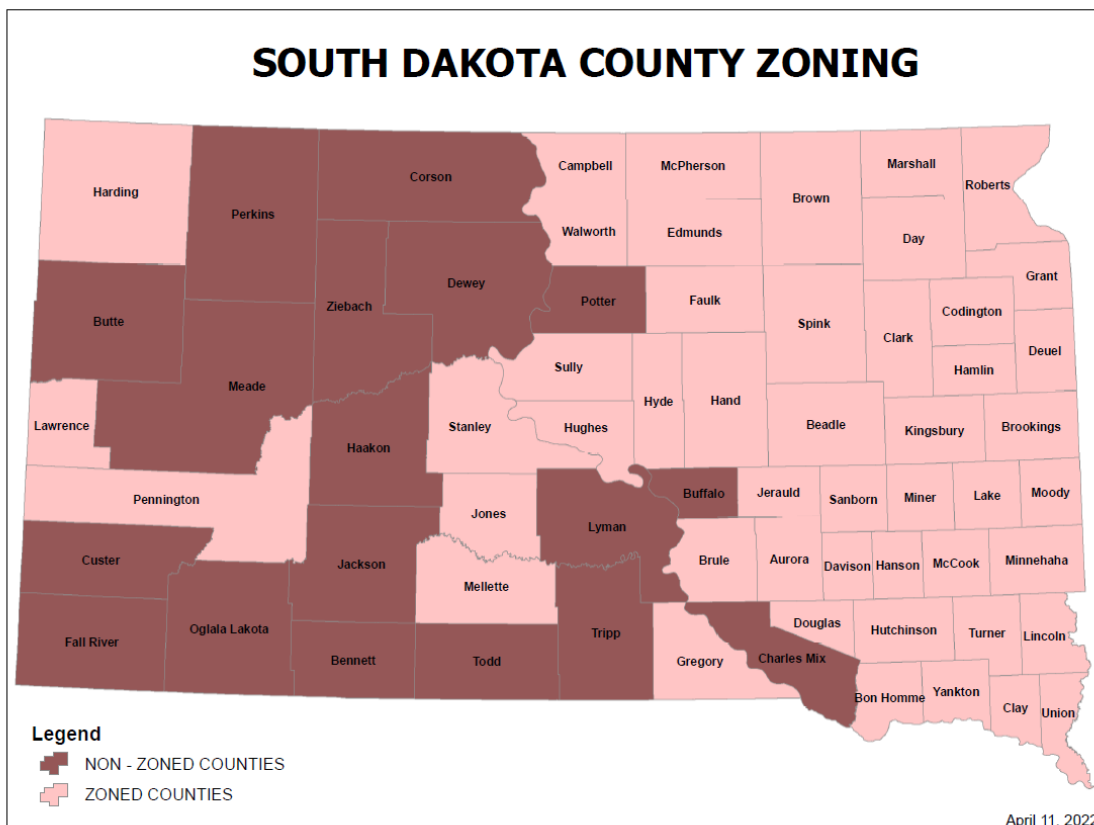 SOUTH DAKOTA COUNTY ZONING
Harding
Perkins
Corson
Campbell
McPherson
Brown
Marshall
Roberts
Walworth
Edmunds
Day
Butte
Ziebach
Dewey
Potter
Faulk
Spink
Clark
Codington
Grant
Hamlin
Deuel
Lawrence
Meade
Haakon
Stanley
Sully
Hughes
Hyde
Hand
Beadle
Kingsbury
Brookings
Pennington
Jones
Lyman
Buffalo
Jerauld
Sanborn
Miner
Lake
Moody
Custer
Jackson
Mellette
Brule
Aurora
Davison
Hanson
McCook
Minnehaha
Fall River
Oglala Lakota
Bennett
Todd
Tripp
Gregory
Charles Mix
Douglas
Hutchinson
Turner
Lincoln
Bon Homme
Yankton
Clay
Union
Legend
NON - ZONED COUNTIES
ZONED COUNTIES
April 11, 2022